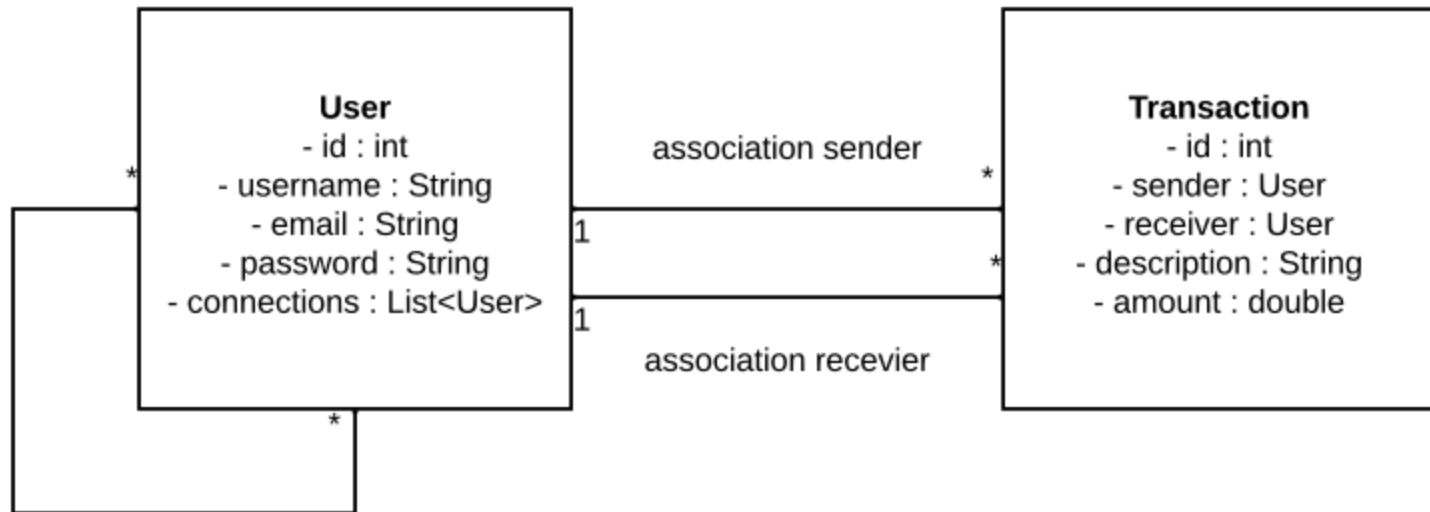 User
- id : int
- username : String
- email : String
- password : String
- connections : List<User>
*
*
association sender
*
1
*
1
association recevier
Transaction
- id : int
- sender : User
- receiver : User
- description : String
- amount : double